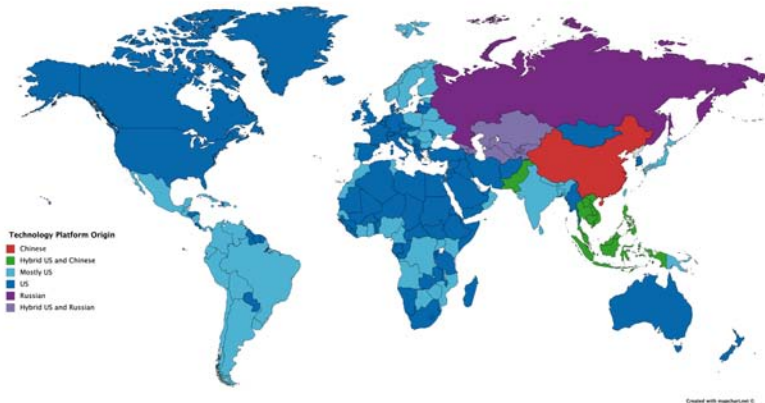 Technology Platform Origin
Chinese
Hybrid US and Chinese
Mostly US
US
Russian
Hybrid US and Russian
Created with mapchart.net ©